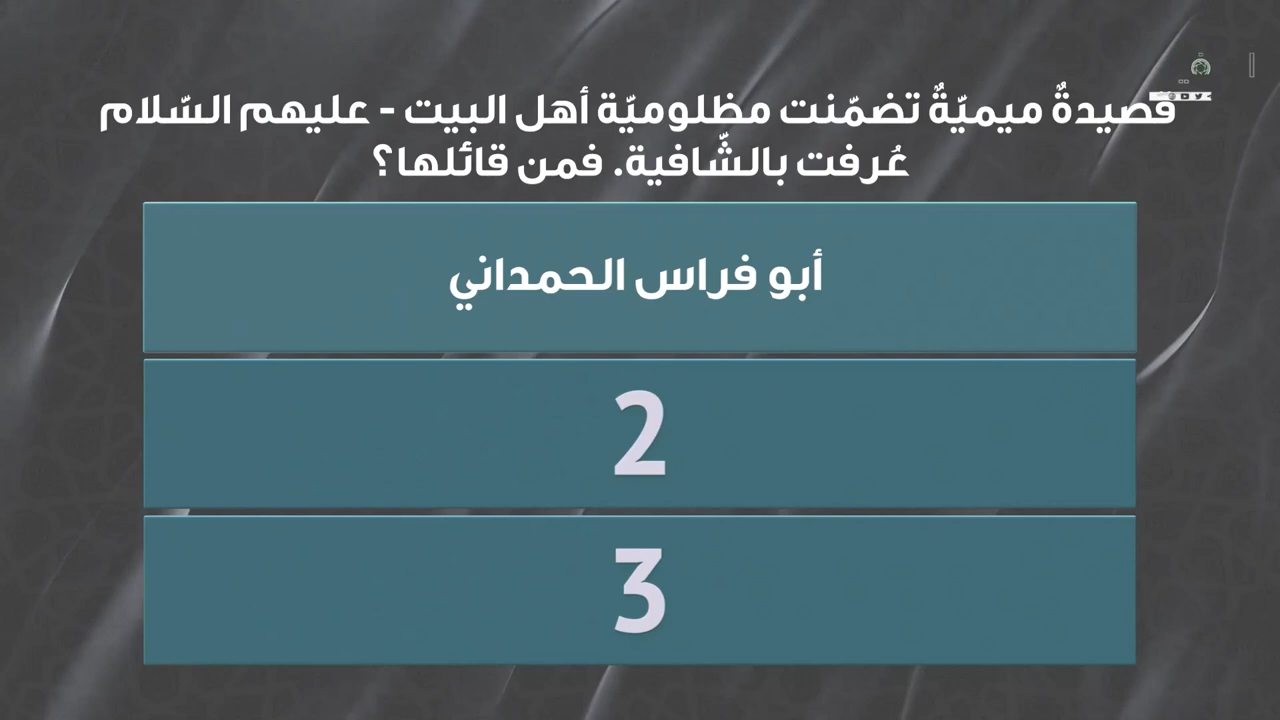 قصيدةٌ ميميّةٌ تضمّنت مظلوميّة أهل البيت - عليهم السّلام
عُرفت بالشّافية. فمن قائلها؟
أبو فراس الحمداني
2
3